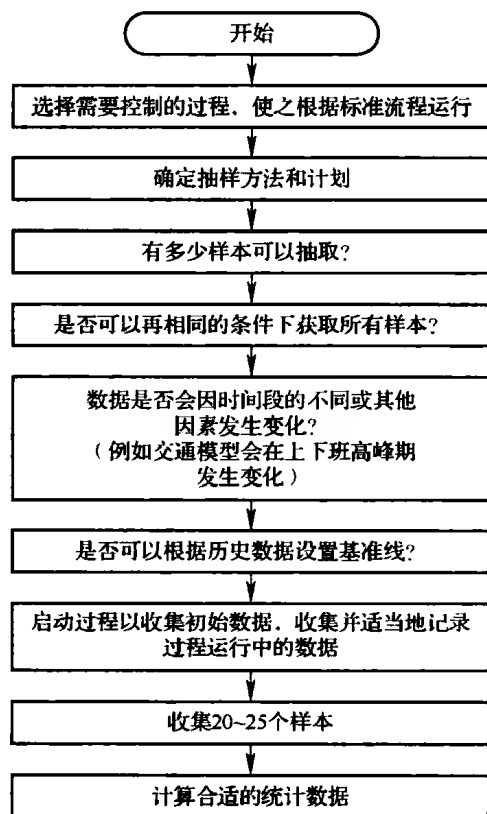 开始
选择需要控制的过程．使之根据标准流程运行
确定抽样方法和计划
有多少样本可以抽取？
是否可以再相同的条件下获取所有样本？
数据是否会因时间段的不同或其他
因素发生变化？
（例如交通模型会在上下班高峰期
发生变化）
是否可以根据历史数据设置基准线？
启动过程以收集初始数据．收集并适当地记录
过程运行中的数据
收集20~25个样本
计算合适的统计数据